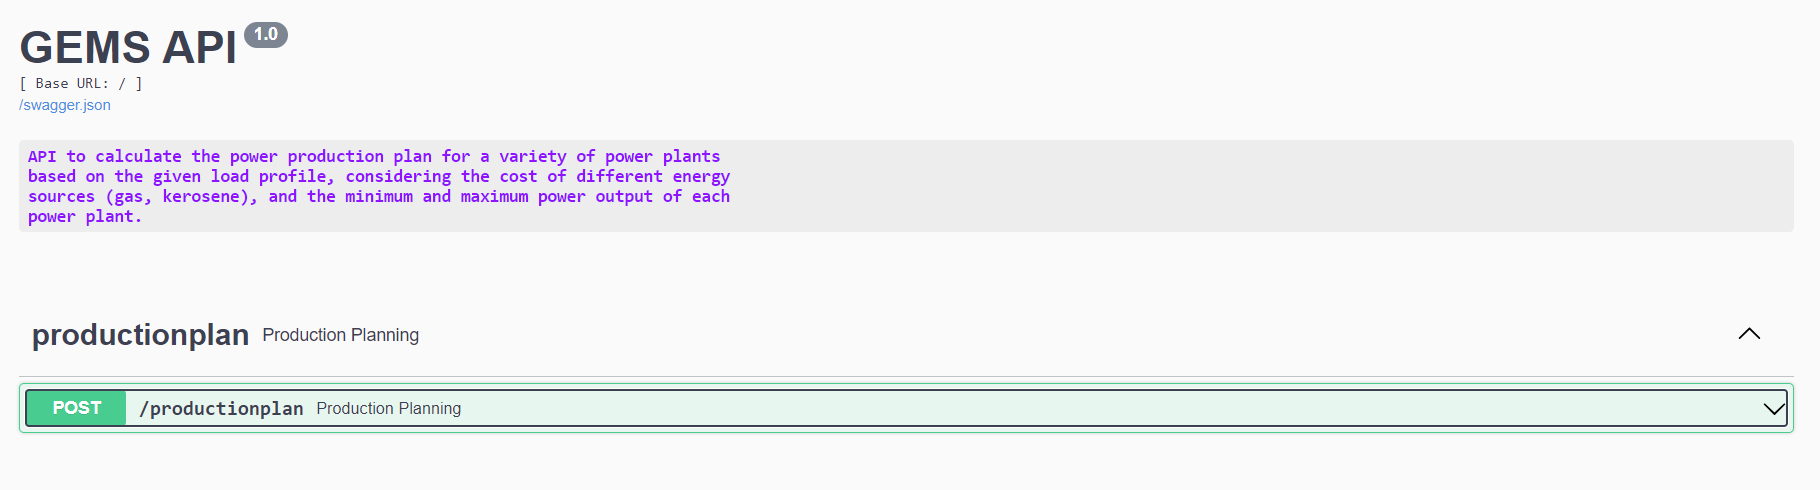 GEMS API 1.0
[ Base URL: / ]
/swagger.json
API to calculate the power production plan for a variety of power plants
based on the given load profile, considering the cost of different energy
sources (gas, kerosene), and the minimum and maximum power output of each
power plant.
productionplan Production Planning
POST /productionplan Production Planning